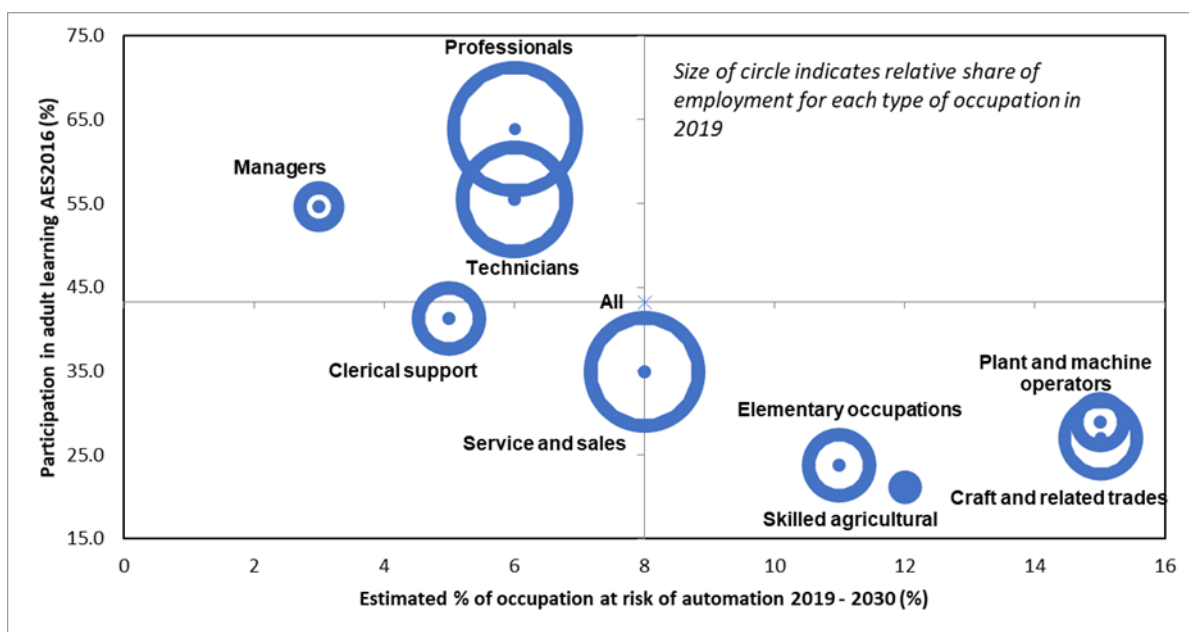 Participation in adult learning AES2016 (%)
75.0
65.0
55.0
45.0
35.0
25.0
15.0
Professionals
Size of circle indicates relative share of
employment for each type of occupation in
2019
Managers
Technicians
All
Clerical support
Plant and machine
operators
Elementary occupations
Service and sales
Craft and related trades
Skilled agricultural
0
2
4
6
8
10
12
14
16
Estimated % of occupation at risk of automation 2019 - 2030 (%)